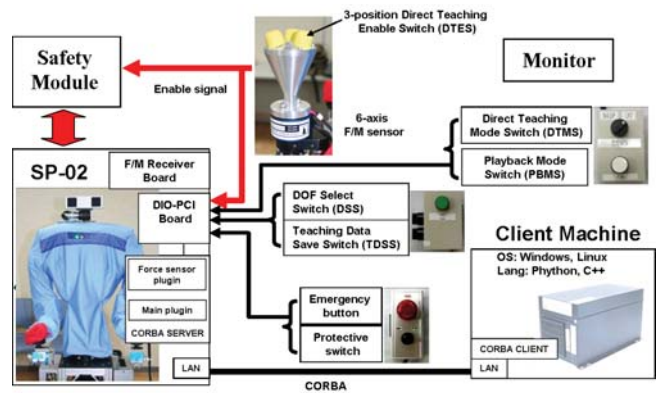 3-position Direct Teaching
Enable Switch (DTES)
Safety
Module
Enable signal
Monitor
6-axis
F/M sensor
Direct Teaching
Mode Switch (DTMS)
Playback Mode
Switch (PBMS)
SP-02
F/M Receiver
Board
DIO-PCI
Board
DOF Select
Switch (DSS)
Teaching Data
Save Switch (TDSS)
Client Machine
OS: Windows, Linux
Lang: Phython, C++
Force sensor
plugin
Main plugin
CORBA SERVER
Emergency
button
Protective
switch
CORBA CLIENT
LAN
LAN
CORBA